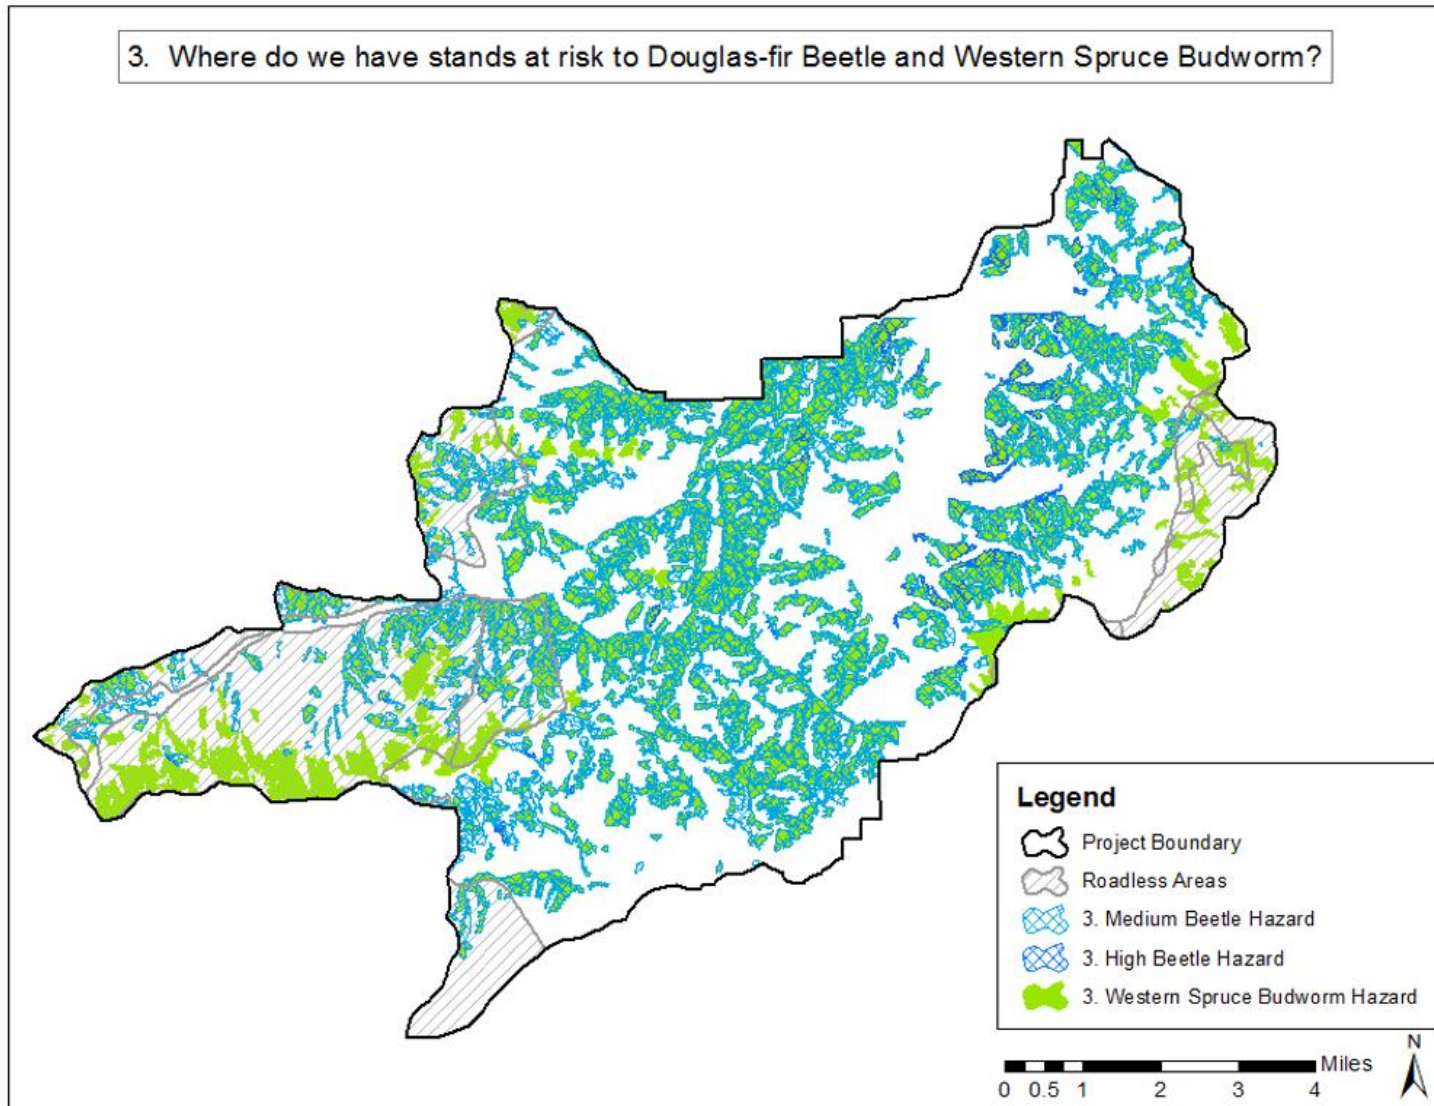 3. Where do we have stands at risk to Douglas-fir Beetle and Western Spruce Budworm?
Legend
Project Boundary
Roadless Areas
3. Medium Beetle Hazard
3. High Beetle Hazard
3. Western Spruce Budworm Hazard
Miles
0 0.5 1 2 3 4
N